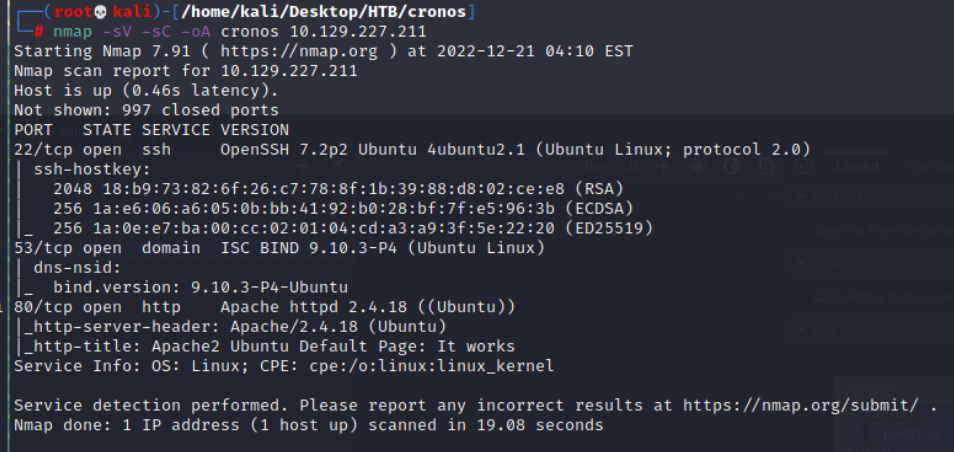 (root💀kali)-[/home/kali/Desktop/HTB/cronos]
# nmap -sV -sC -oA cronos 10.129.227.211
Starting Nmap 7.91 ( https://nmap.org ) at 2022-12-21 04:10 EST
Nmap scan report for 10.129.227.211
Host is up (0.46s latency).
Not shown: 997 closed ports
PORT   STATE SERVICE VERSION
22/tcp open  ssh     OpenSSH 7.2p2 Ubuntu 4ubuntu2.1 (Ubuntu Linux; protocol 2.0)
| ssh-hostkey:
|   2048 18:b9:73:82:6f:26:c7:78:8f:1b:39:88:d8:02:ce:e8 (RSA)
|   256 1a:e6:06:a6:05:0b:bb:41:92:b0:28:bf:7f:e5:96:3b (ECDSA)
|_  256 1a:0e:e7:ba:00:cc:02:01:04:cd:a3:a9:3f:5e:22:20 (ED25519)
53/tcp open  domain  ISC BIND 9.10.3-P4 (Ubuntu Linux)
| dns-nsid:
|_  bind.version: 9.10.3-P4-Ubuntu
80/tcp open  http    Apache httpd 2.4.18 ((Ubuntu))
|_http-server-header: Apache/2.4.18 (Ubuntu)
|_http-title: Apache2 Ubuntu Default Page: It works
Service Info: OS: Linux; CPE: cpe:/o:linux:linux_kernel

Service detection performed. Please report any incorrect results at https://nmap.org/submit/ .
Nmap done: 1 IP address (1 host up) scanned in 19.08 seconds
Layout
Flexbox
Grid
Box Model